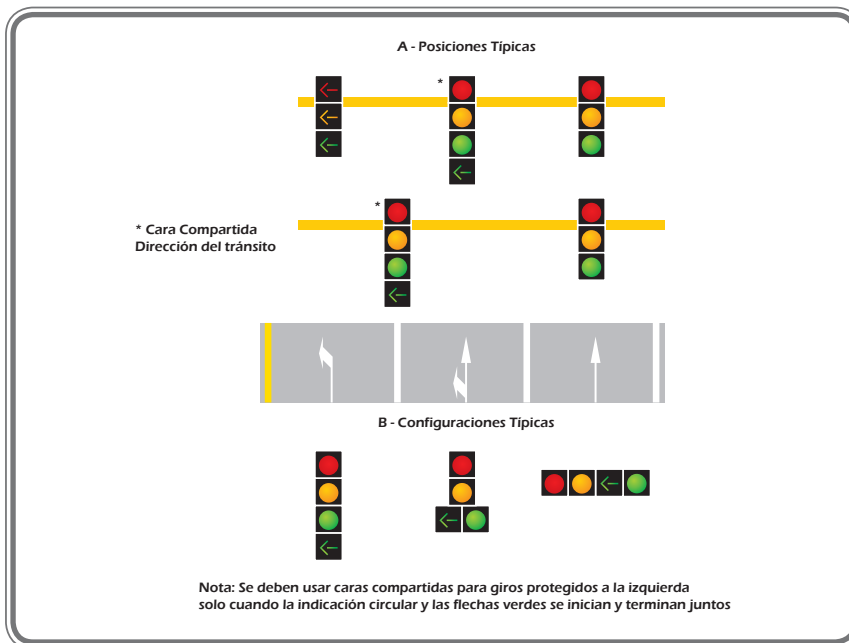 A - Posiciones Típicas
*
*
* Cara Compartida
Dirección del tránsito
B - Configuraciones Típicas
Nota: Se deben usar caras compartidas para giros protegidos a la izquierda
solo cuando la indicación circular y las flechas verdes se inician y terminan juntos